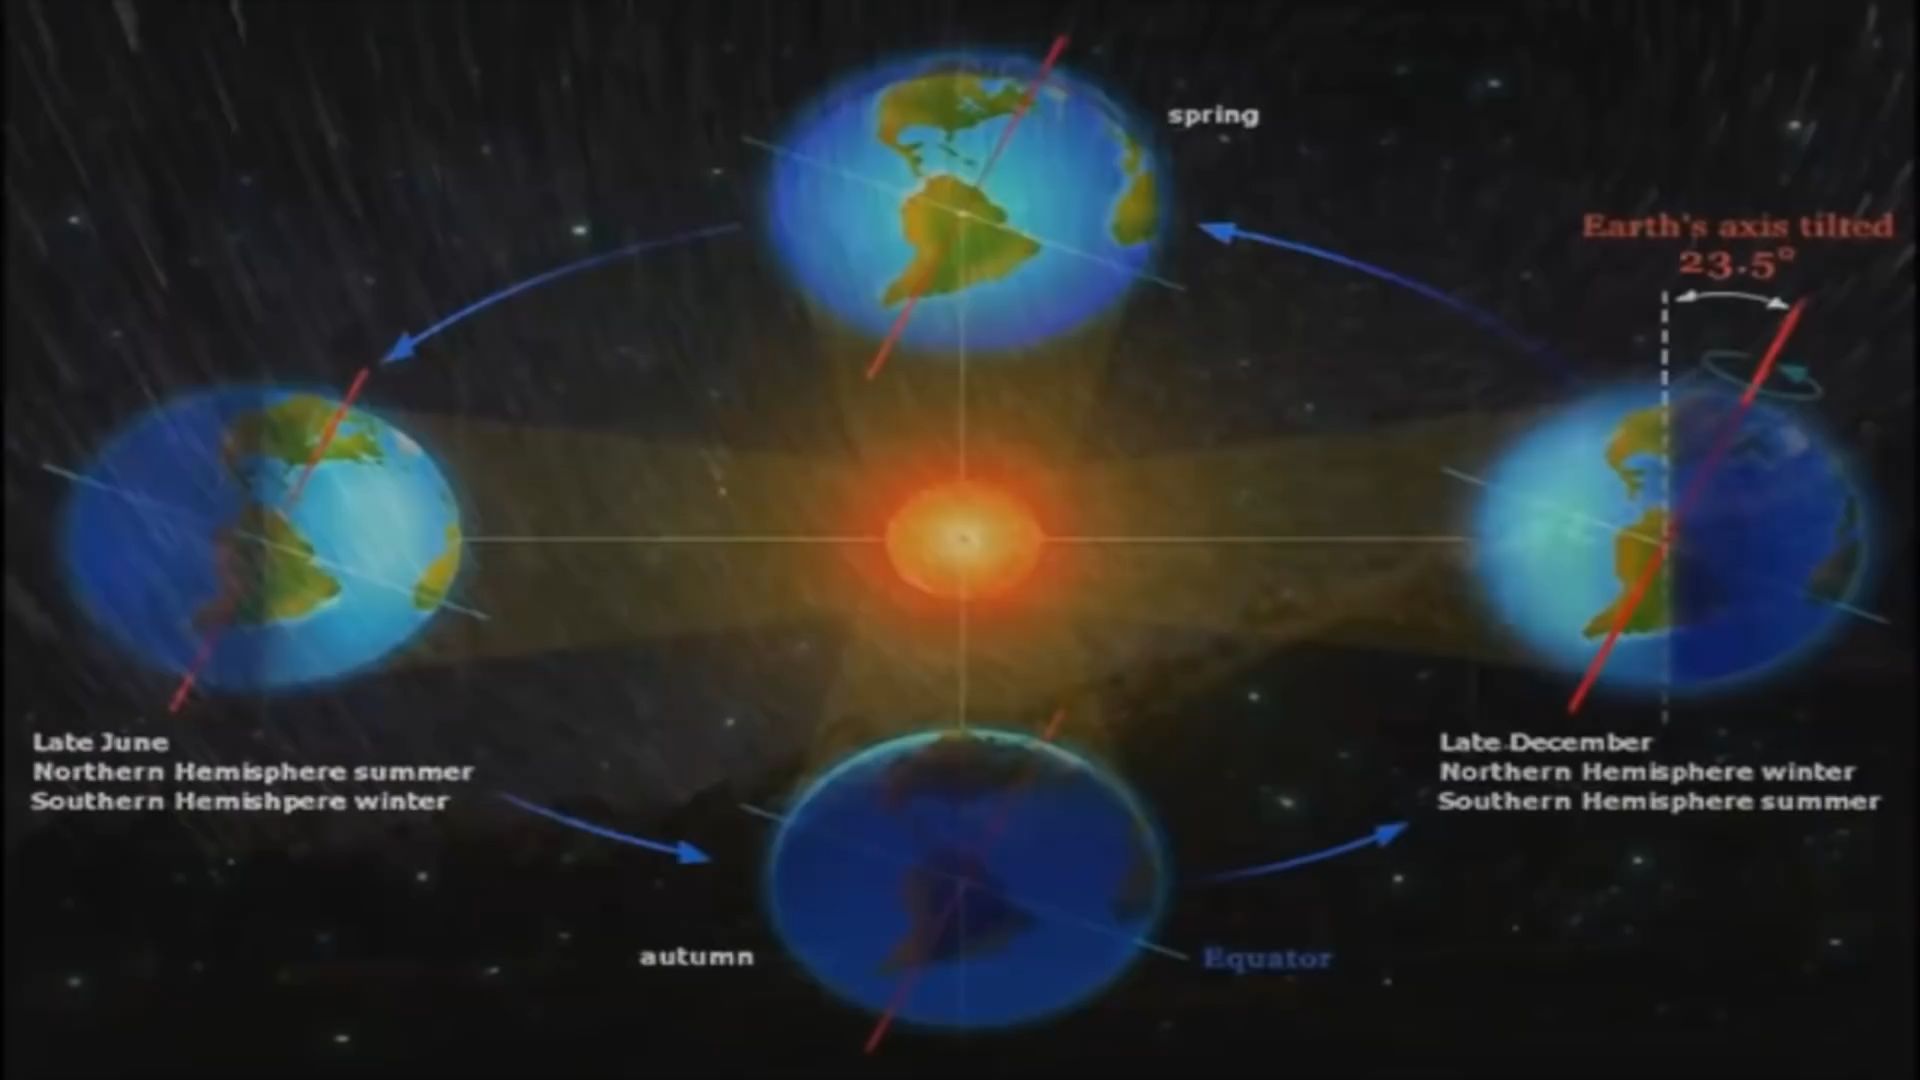 spring
Earth's axis tilted
23.5°
Late June
Northern Hemisphere summer
Southern Hemishpere winter
Late December
Northern Hemisphere winter
Southern Hemisphere summer
autumn
Equator